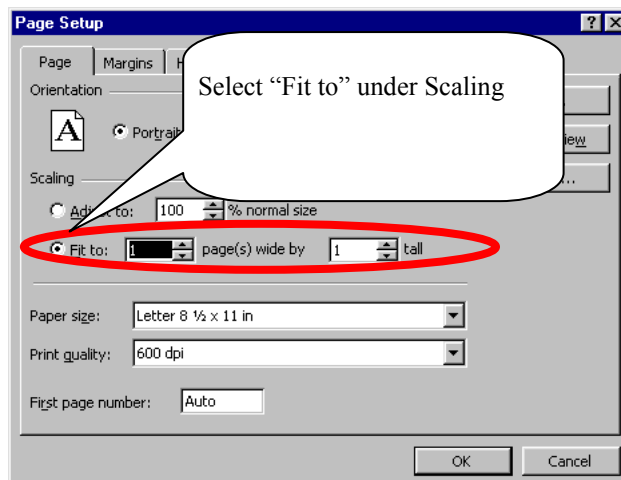 Page Setup
Page Margins H
Orientation
A
Portrait
Select “Fit to” under Scaling
iew
...
Scaling
to: 100 % normal size
Fit to: 1 page(s) wide by 1 tall
Paper size: Letter 8 ½ x 11 in
Print quality: 600 dpi
First page number: Auto
OK Cancel